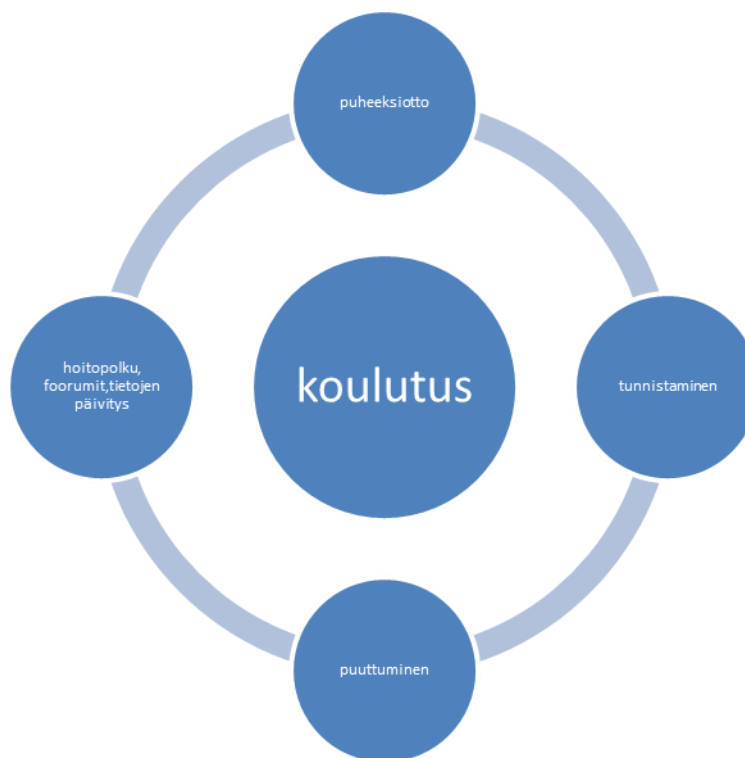 puheeksiotto
hoitopolku,
foorumit,tietojen
päivitys
koulutus
tunnistaminen
puuttuminen